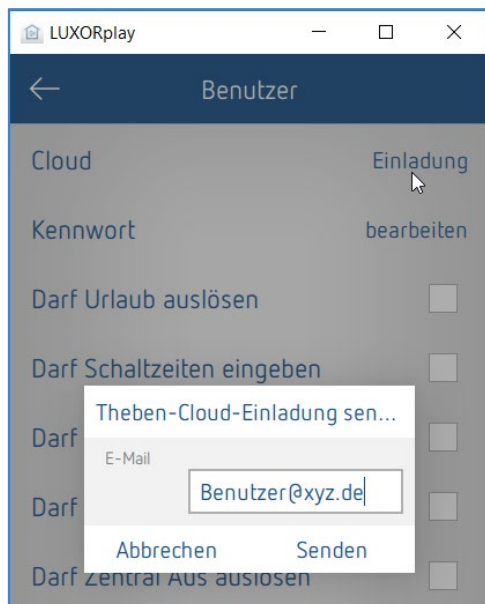 LUXORplay
Benutzer
Cloud Einladung
Kennwort bearbeiten
Darf Urlaub auslösen
Darf Schaltzeiten eingeben
Theben-Cloud-Einladung sen...
Darf
E-Mail
Benutzer@xyz.de
Darf
Abbrechen Senden
Darf Zentral Aus auslösen